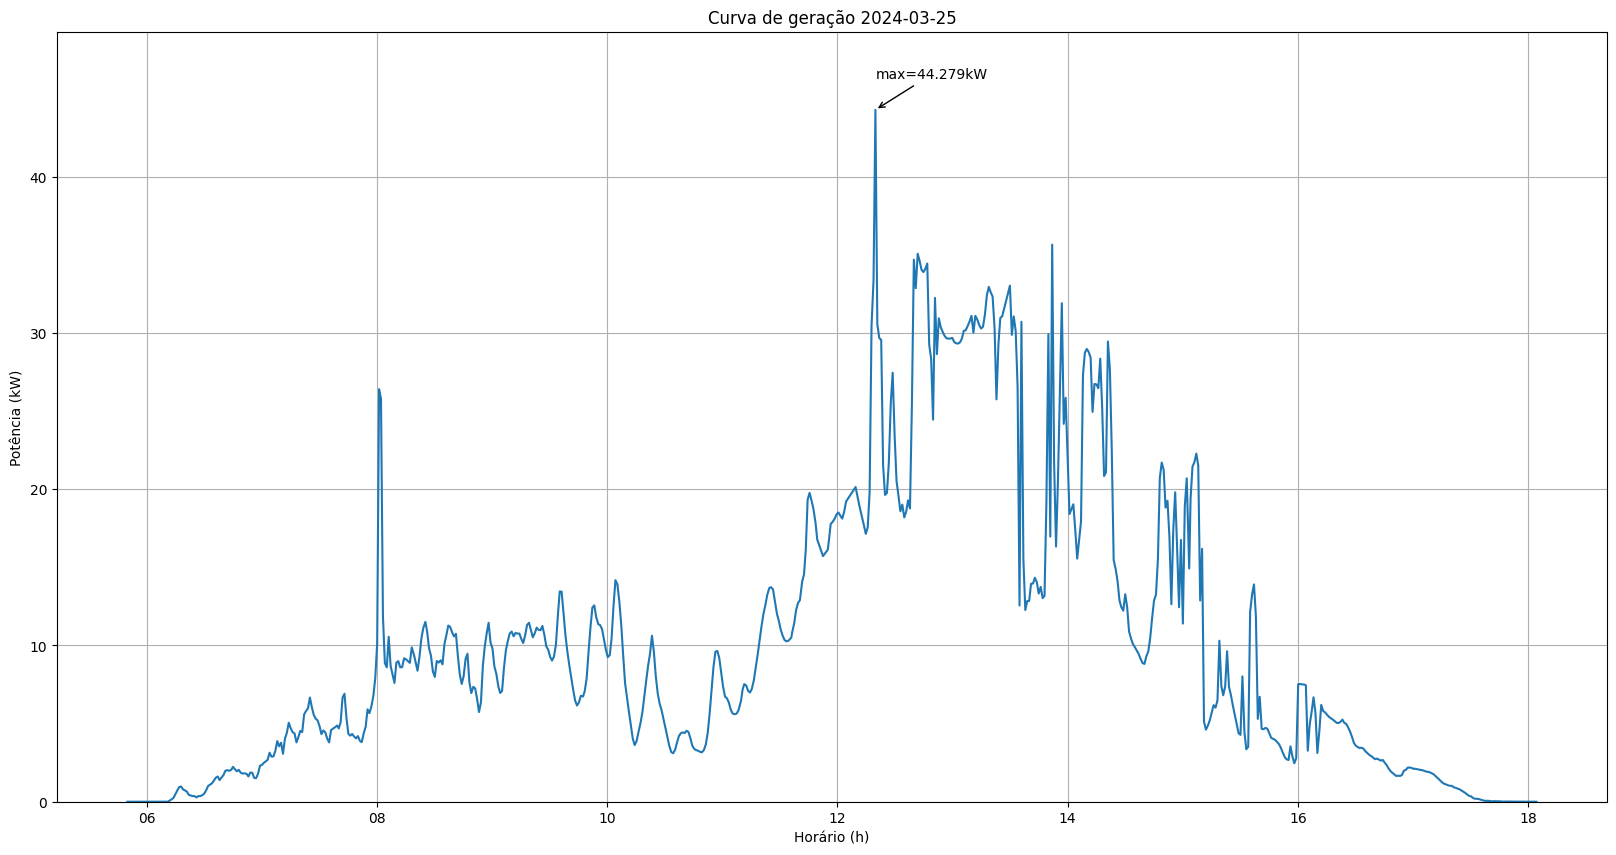 Curva de geração 2024-03-25
max=44.279kW
Potência (kW)
40
30
20
10
0
06 08 10 12 14 16 18
Horário (h)